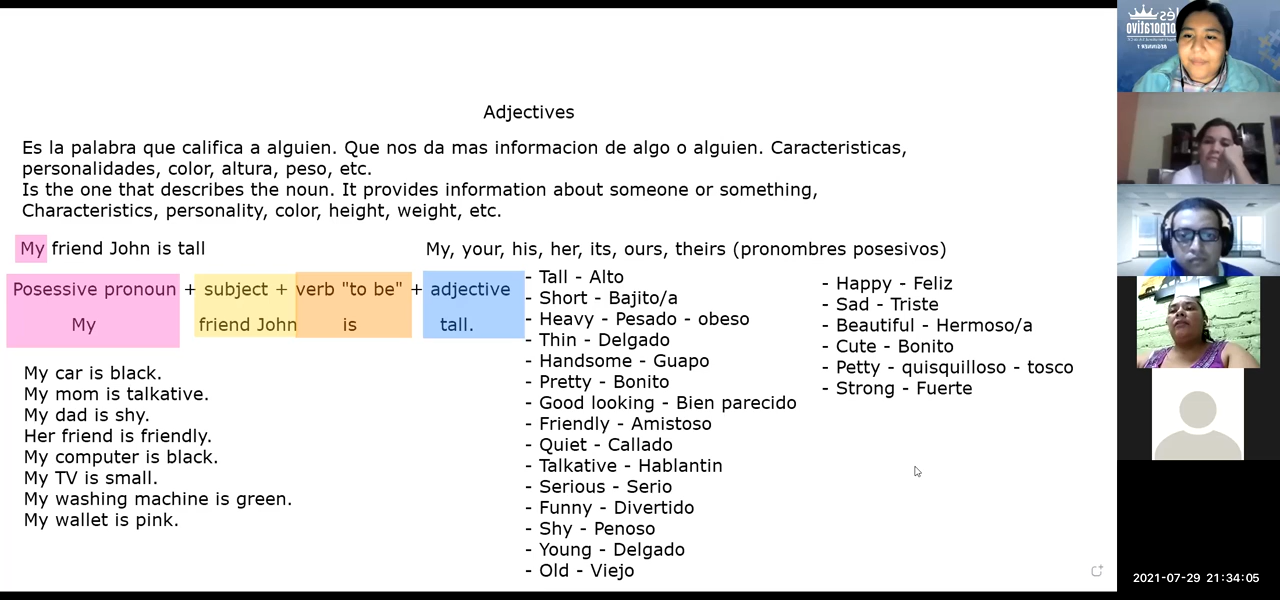 Adjectives
Es la palabra que califica a alguien. Que nos da mas informacion de algo o alguien. Caracteristicas,
personalidades, color, altura, peso, etc.
Is the one that describes the noun. It provides information about someone or something,
Characteristics, personality, color, height, weight, etc.
My friend John is tall
My, your, his, her, its, ours, theirs (pronombres posesivos)
Posessive pronoun + subject + verb "to be" + adjective
My friend John is tall.
My car is black.
My mom is talkative.
My dad is shy.
Her friend is friendly.
My computer is black.
My TV is small.
My washing machine is green.
My wallet is pink.
- Tall - Alto
- Short - Bajito/a
- Heavy - Pesado - obeso
- Thin - Delgado
- Handsome - Guapo
- Pretty - Bonito
- Good looking - Bien parecido
- Friendly - Amistoso
- Quiet - Callado
- Talkative - Hablantin
- Serious - Serio
- Funny - Divertido
- Shy - Penoso
- Young - Delgado
- Old - Viejo
- Happy - Feliz
- Sad - Triste
- Beautiful - Hermoso/a
- Cute - Bonito
- Petty - quisquilloso - tosco
- Strong - Fuerte
2021-07-29 21:34:05